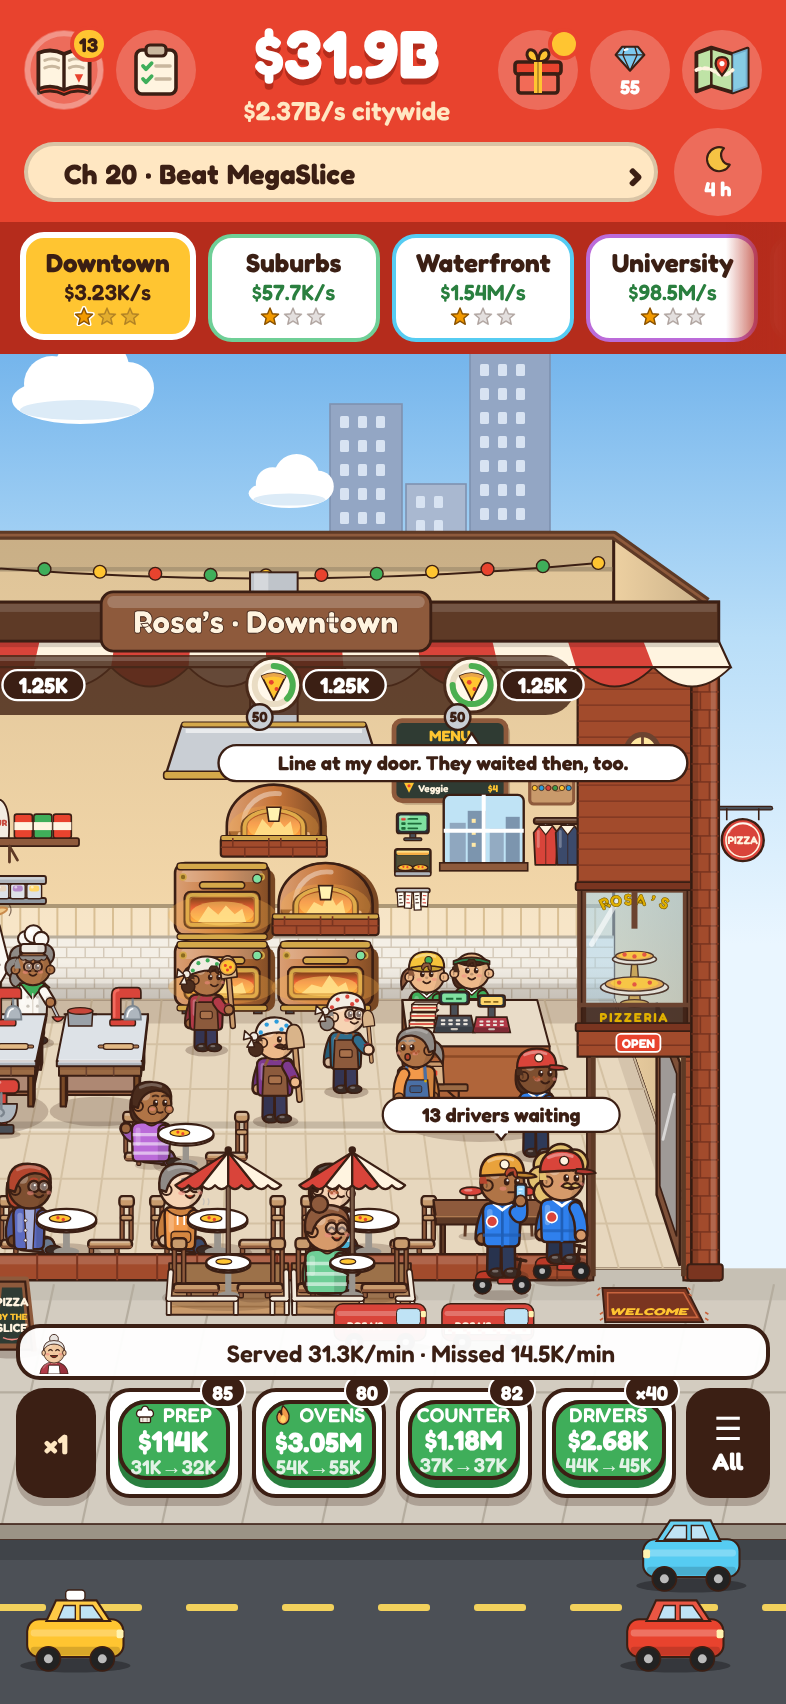 13
$31.9B
$2.37B/s citywide
55
Ch 20 · Beat MegaSlice
4 h
Downtown
$3.23K/s
Suburbs
$57.7K/s
Waterfront
$1.54M/s
University
$98.5M/s
Rosa's · Downtown
1.25K
1.25K
1.25K
50
50
MENU
Line at my door. They waited then, too.
Veggie $4
PIZZA
ROSA'S
PIZZERIA
OPEN
13 drivers waiting
PIZZA
BY THE
SLICE
WELCOME
Served 31.3K/min · Missed 14.5K/min
x1
85
PREP
$114K
31K→32K
80
OVENS
$3.05M
54K→55K
82
COUNTER
$1.18M
37K→37K
x40
DRIVERS
$2.68K
44K→45K
All